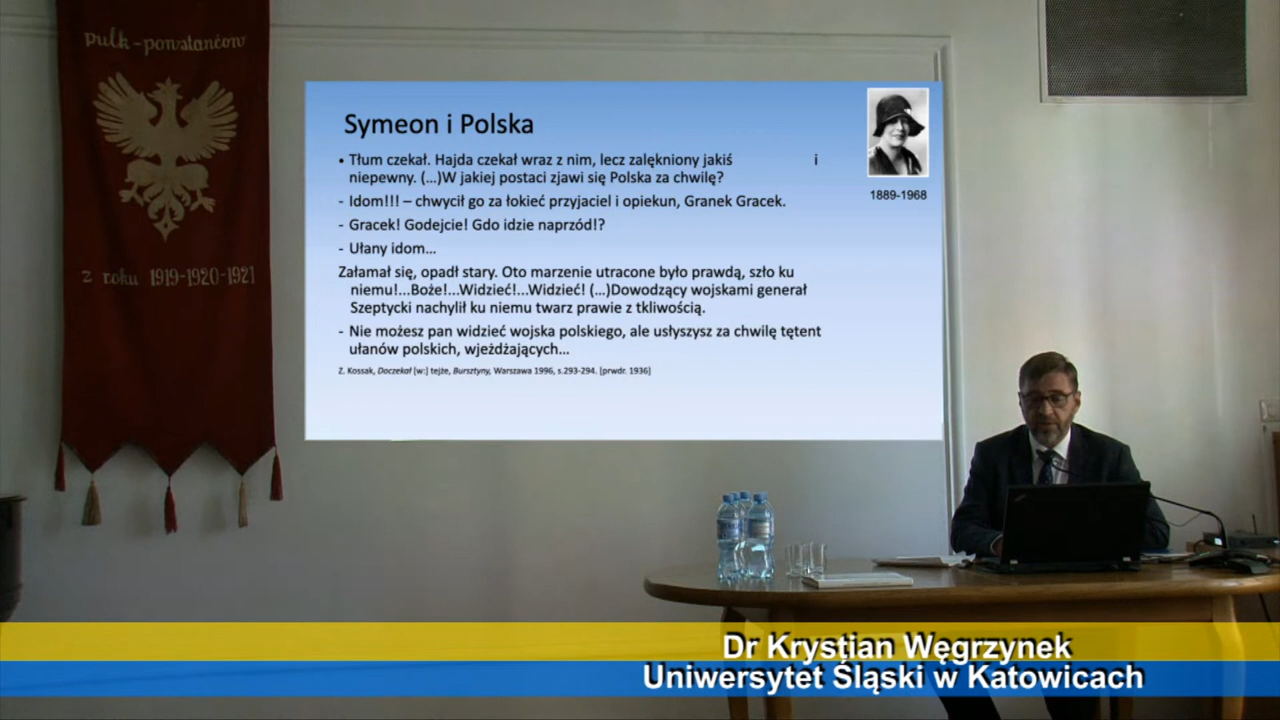 pułk-powstańców
z roku 1919-1920-1921
Symeon i Polska
• Tłum czekał. Hajda czekał wraz z nim, lecz zalękniony jakiś i
niepewny. (...)W jakiej postaci zjawi się Polska za chwilę?
- Idom!!! – chwycił go za łokieć przyjaciel i opiekun, Granek Gracek.
- Gracek! Godejcie! Gdo idzie naprzód!?
- Ułany idom...
Załamał się, opadł stary. Oto marzenie utracone było prawdą, szło ku
niemu!...Boże!...Widzieć!...Widzieć! (...)Dowodzący wojskami generał
Szeptycki nachylił ku niemu twarz prawie z tkliwością.
- Nie możesz pan widzieć wojska polskiego, ale usłyszysz za chwilę tętent
ułanów polskich, wjeżdżających...
Z. Kossak, Doczekał [w:] tejże, Bursztyny, Warszawa 1996, s.293-294. [prwdr. 1936]
1889-1968
Dr Krystian Węgrzynek
Uniwersytet Śląski w Katowicach